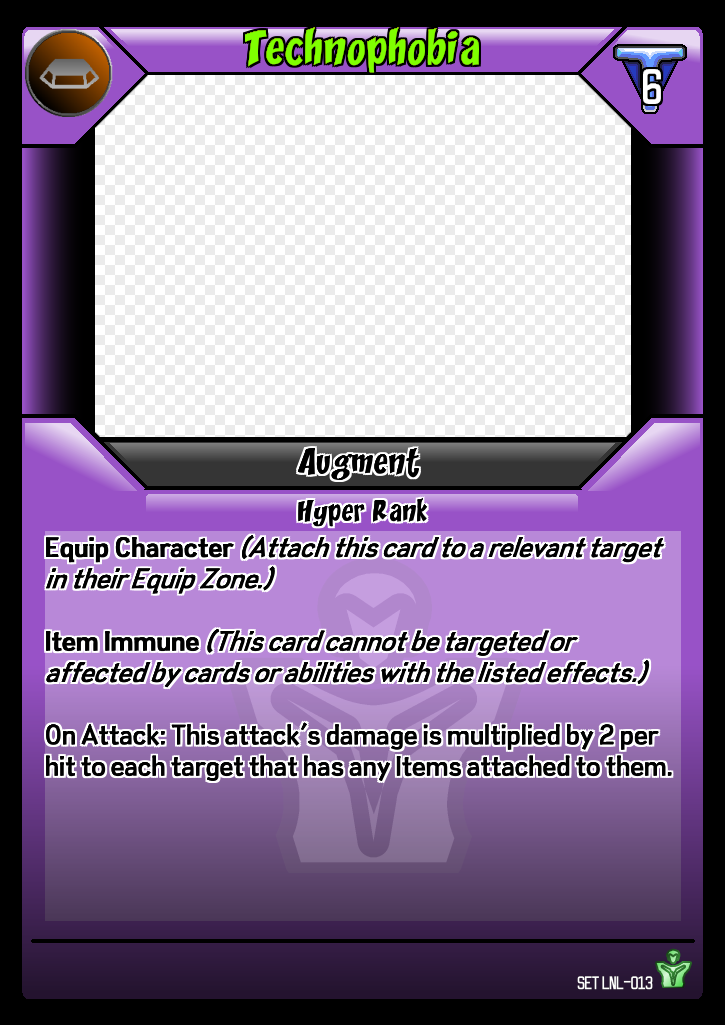 Technophobia
6
Augment
Hyper Rank
Equip Character (Attach this card to a relevant target
in their Equip Zone.)
Item Immune (This card cannot be targeted or
affected by cards or abilities with the listed effects.)
On Attack: This attack's damage is multiplied by 2 per
hit to each target that has any Items attached to them.
SET LNL-013